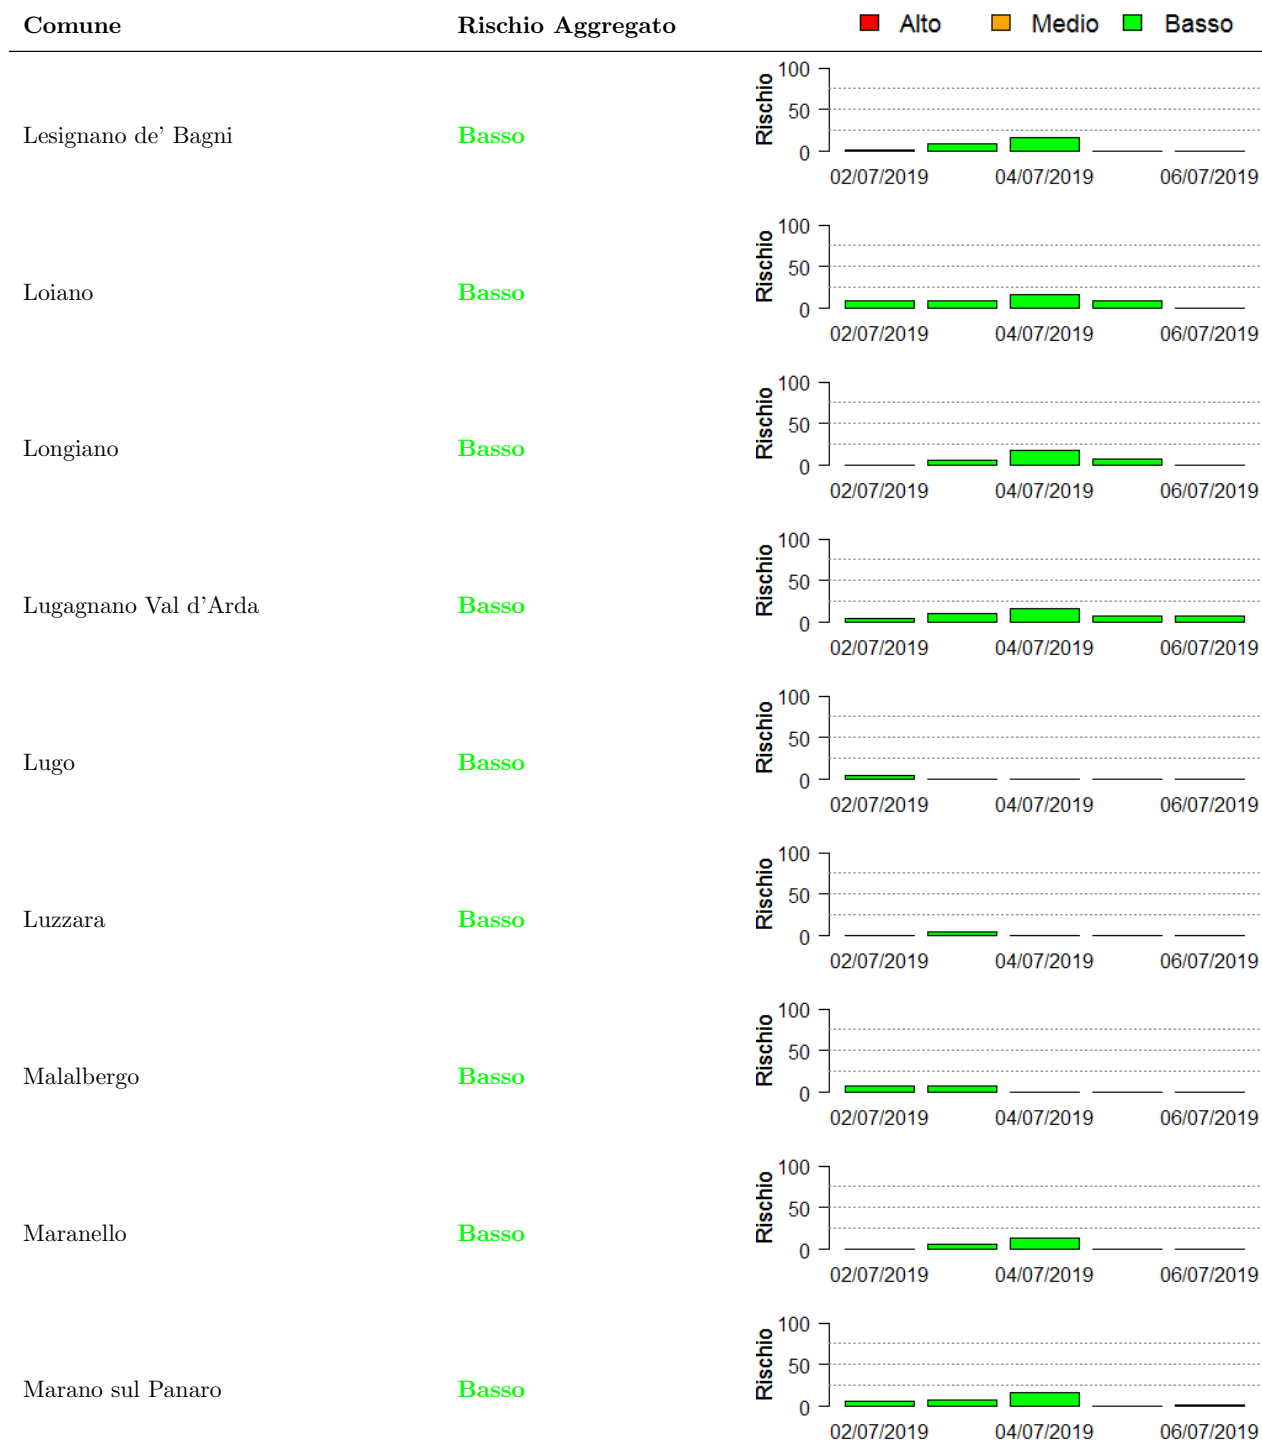 Comune Rischio Aggregato Alto Medio Basso
Lesignano de' Bagni Basso Rischio 100 50 0
02/07/2019 04/07/2019 06/07/2019
Loiano Basso Rischio 100 50 0
02/07/2019 04/07/2019 06/07/2019
Longiano Basso Rischio 100 50 0
02/07/2019 04/07/2019 06/07/2019
Lugagnano Val d'Arda Basso Rischio 100 50 0
02/07/2019 04/07/2019 06/07/2019
Lugo Basso Rischio 100 50 0
02/07/2019 04/07/2019 06/07/2019
Luzzara Basso Rischio 100 50 0
02/07/2019 04/07/2019 06/07/2019
Malalbergo Basso Rischio 100 50 0
02/07/2019 04/07/2019 06/07/2019
Maranello Basso Rischio 100 50 0
02/07/2019 04/07/2019 06/07/2019
Marano sul Panaro Basso Rischio 100 50 0
02/07/2019 04/07/2019 06/07/2019